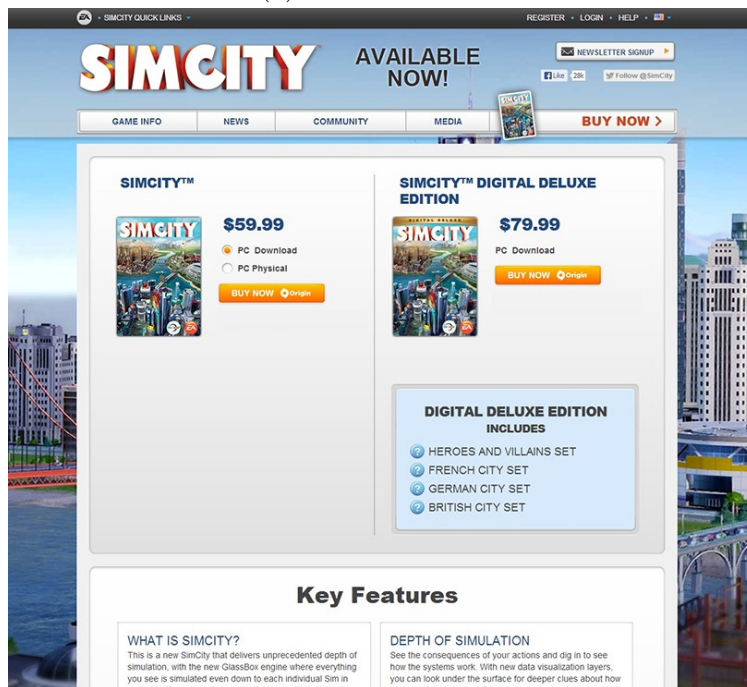 SIMCITY QUICK LINKS
REGISTER • LOGIN • HELP •
SIMCITY
AVAILABLE
NOW!
NEWSLETTER SIGNUP
Like 28k
Follow @SimCity
GAME INFO
NEWS
COMMUNITY
MEDIA
BUY NOW >
SIMCITY™
SIMCITY
$59.99
PC Download
PC Physical
BUY NOW Origin
SIMCITY™ DIGITAL DELUXE
EDITION
DIGITAL DELUXE
SIMCITY
$79.99
PC Download
BUY NOW Origin
DIGITAL DELUXE EDITION
INCLUDES
HEROES AND VILLAINS SET
FRENCH CITY SET
GERMAN CITY SET
BRITISH CITY SET
Key Features
WHAT IS SIMCITY?
This is a new SimCity that delivers unprecedented depth of
simulation, with the new GlassBox engine where everything
you see is simulated even down to each individual Sim in
DEPTH OF SIMULATION
See the consequences of your actions and dig in to see
how the systems work. With new data visualization layers,
you can look under the surface for deeper clues about how